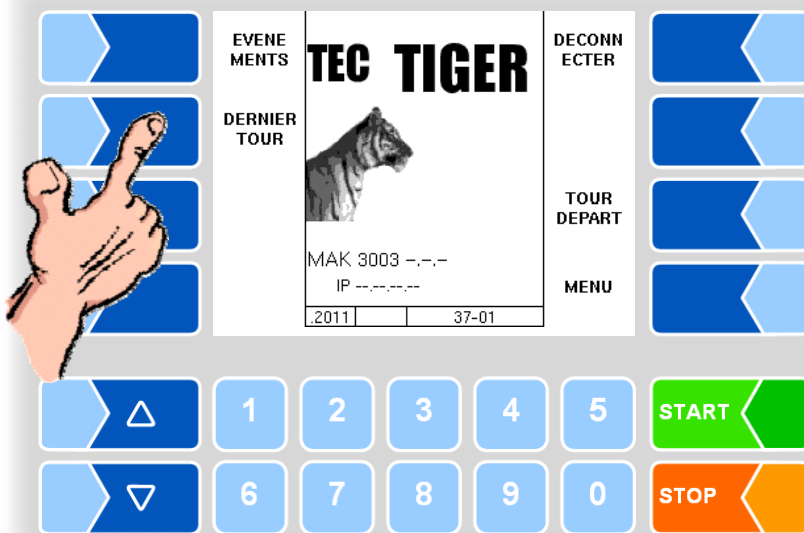 EVENE
MENTS
DERNIER
TOUR
TEC TIGER
MAK 3003 –.–.–
IP --.--.--.--
.2011 37-01
DECONN
ECTER
TOUR
DEPART
MENU
1 2 3 4 5 START
6 7 8 9 0 STOP